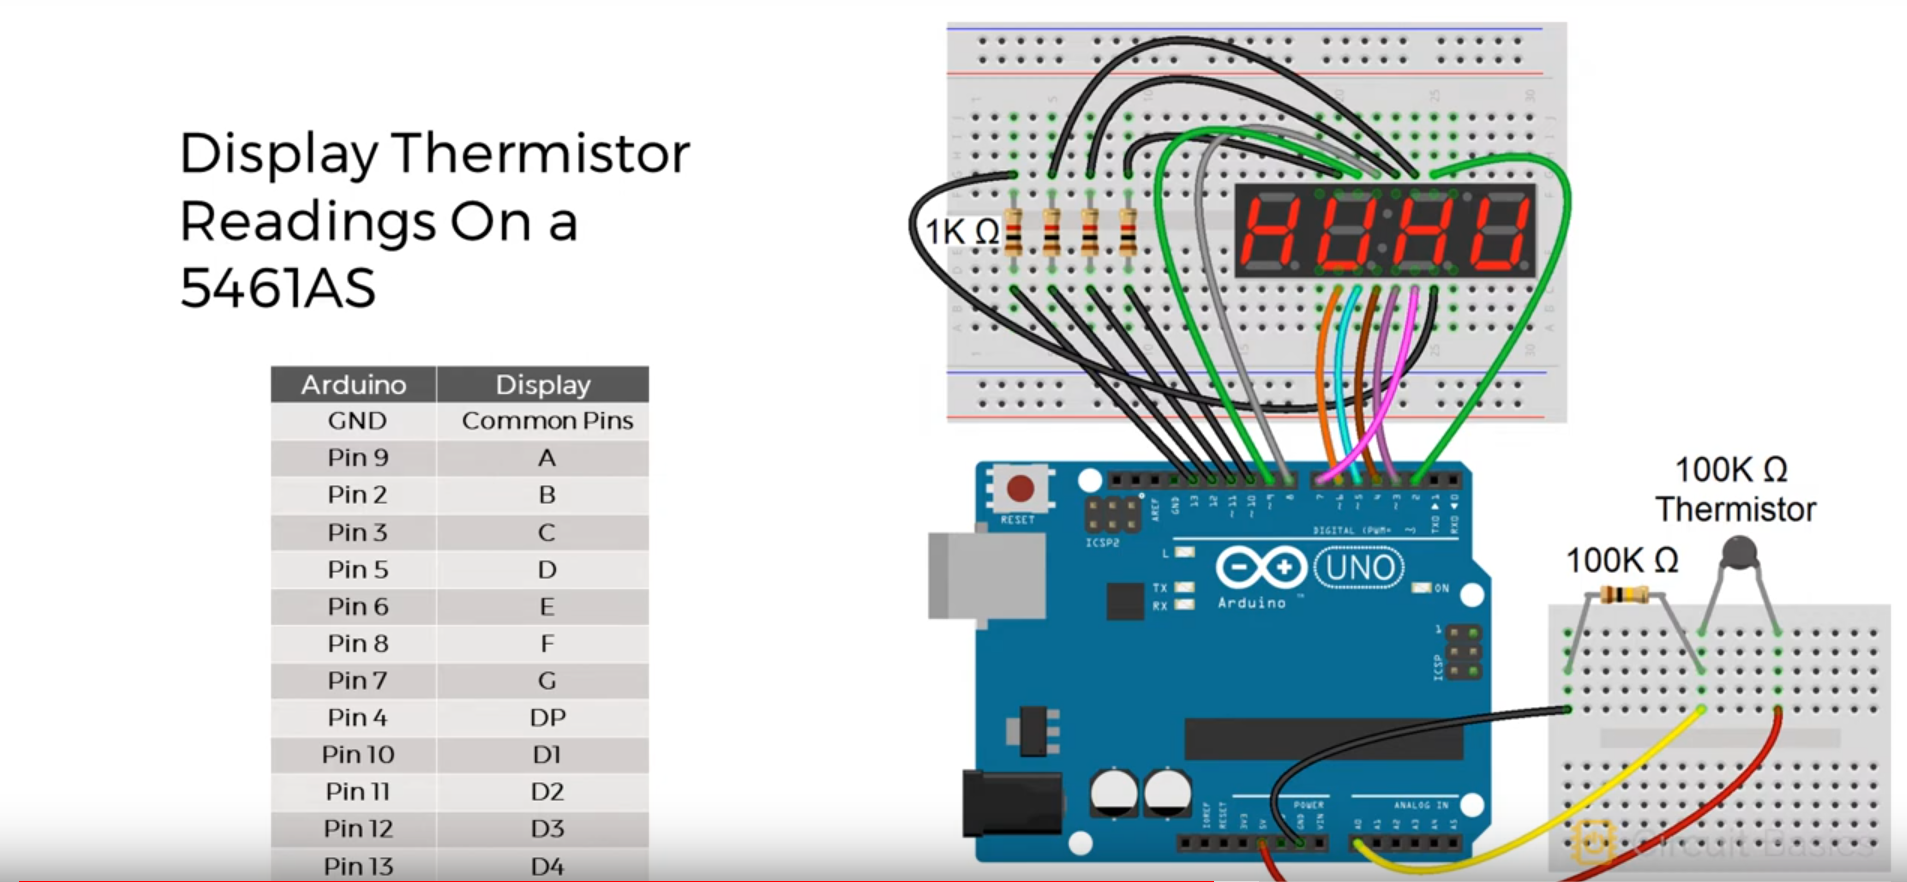 Display Thermistor
Readings On a
5461AS
Arduino Display
GND Common Pins
Pin 9 A
Pin 2 B
Pin 3 C
Pin 5 D
Pin 6 E
Pin 8 F
Pin 7 G
Pin 4 DP
Pin 10 D1
Pin 11 D2
Pin 12 D3
Pin 13 D4
1K Ω
RESET
ICSP2
AREF
GND
13
12
~11
~10
~9
8
7
~6
~5
4
~3
2
TX0 ▶ 1
RX0 ◀ 0
DIGITAL (PWM= ~)
L
TX
RX
Arduino ™
UNO
ON
1
ICSP
IOREF
RESET
3V3
5V
GND
VIN
POWER
ANALOG IN
A0
A1
A2
A3
A4
A5
100K Ω
Thermistor
100K Ω
Circuit Basics